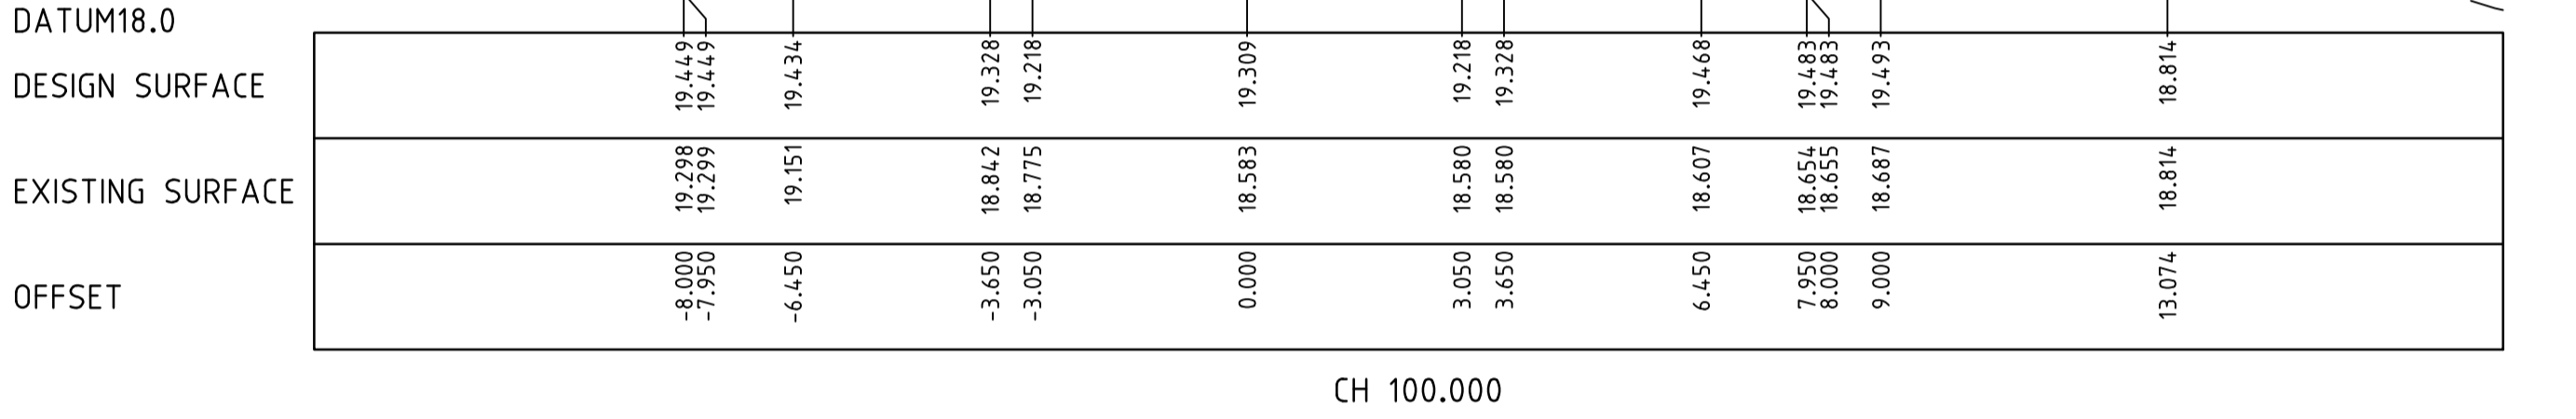 DATUM18.0
DESIGN SURFACE 19.449 19.449 19.434 19.328 19.218 19.309 19.218 19.328 19.468 19.483 19.483 19.493 18.814
EXISTING SURFACE 19.298 19.299 19.151 18.842 18.775 18.583 18.580 18.580 18.607 18.654 18.655 18.687 18.814
OFFSET -8.000 -7.950 -6.450 -3.650 -3.050 0.000 3.050 3.650 6.450 7.950 8.000 9.000 13.074
CH 100.000